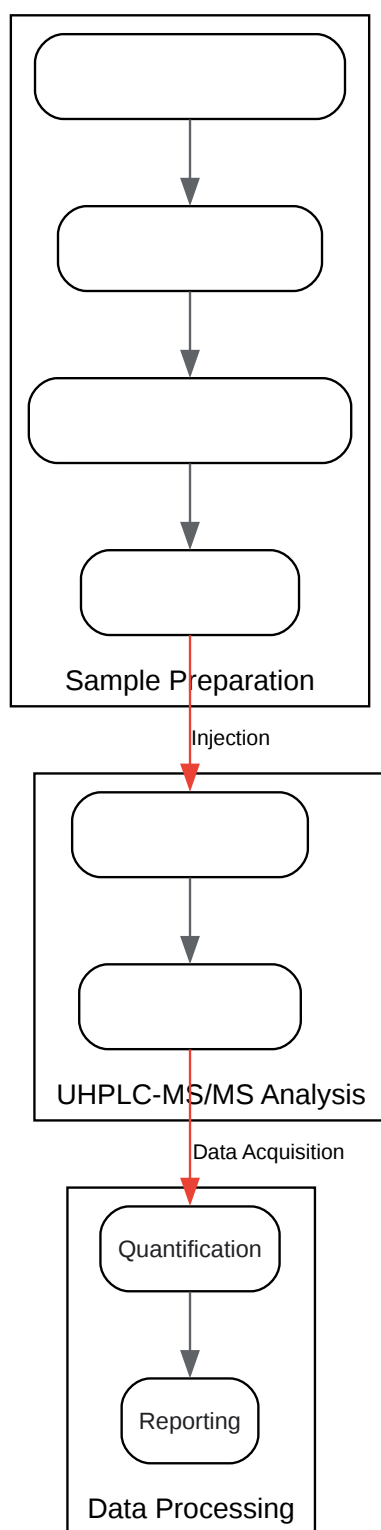 Sample Preparation
Injection
UHPLC-MS/MS Analysis
Data Acquisition
Quantification
Reporting
Data Processing